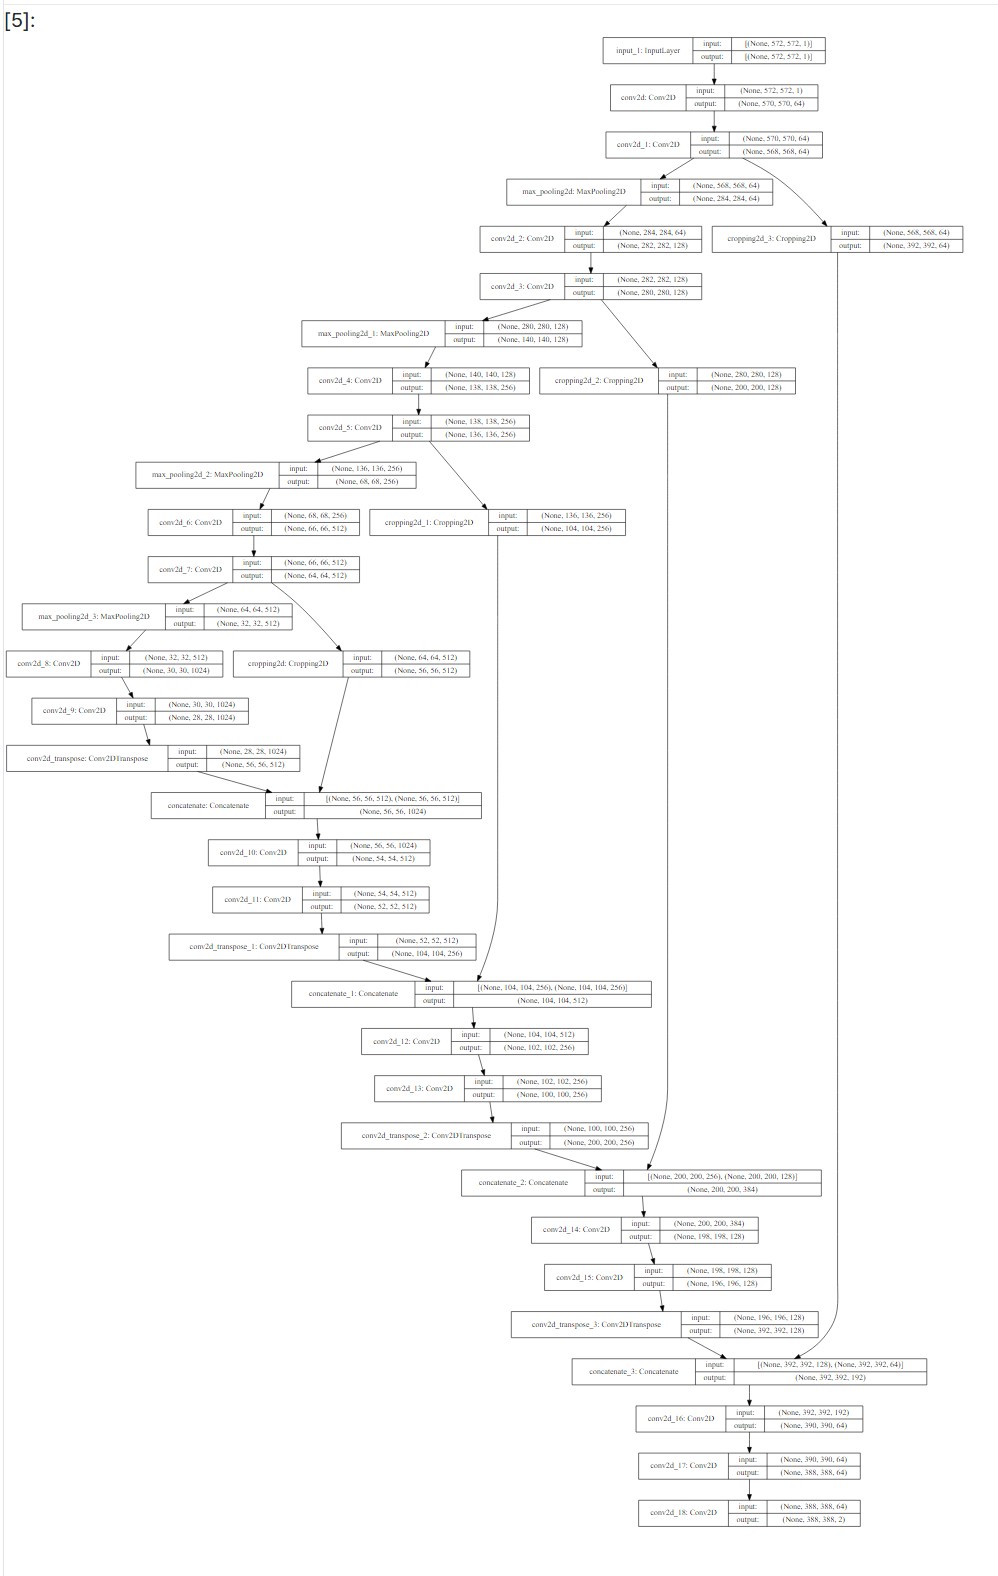 [5]:
input_1: InputLayer input: [(None, 572, 572, 1)]
output: [(None, 572, 572, 1)]
conv2d: Conv2D input: (None, 572, 572, 1)
output: (None, 570, 570, 64)
conv2d_1: Conv2D input: (None, 570, 570, 64)
output: (None, 568, 568, 64)
max_pooling2d: MaxPooling2D input: (None, 568, 568, 64)
output: (None, 284, 284, 64)
conv2d_2: Conv2D input: (None, 284, 284, 64)
output: (None, 282, 282, 128)
cropping2d_3: Cropping2D input: (None, 568, 568, 64)
output: (None, 392, 392, 64)
conv2d_3: Conv2D input: (None, 282, 282, 128)
output: (None, 280, 280, 128)
max_pooling2d_1: MaxPooling2D input: (None, 280, 280, 128)
output: (None, 140, 140, 128)
conv2d_4: Conv2D input: (None, 140, 140, 128)
output: (None, 138, 138, 256)
cropping2d_2: Cropping2D input: (None, 280, 280, 128)
output: (None, 200, 200, 128)
conv2d_5: Conv2D input: (None, 138, 138, 256)
output: (None, 136, 136, 256)
max_pooling2d_2: MaxPooling2D input: (None, 136, 136, 256)
output: (None, 68, 68, 256)
conv2d_6: Conv2D input: (None, 68, 68, 256)
output: (None, 66, 66, 512)
cropping2d_1: Cropping2D input: (None, 136, 136, 256)
output: (None, 104, 104, 256)
conv2d_7: Conv2D input: (None, 66, 66, 512)
output: (None, 64, 64, 512)
max_pooling2d_3: MaxPooling2D input: (None, 64, 64, 512)
output: (None, 32, 32, 512)
conv2d_8: Conv2D input: (None, 32, 32, 512)
output: (None, 30, 30, 1024)
cropping2d: Cropping2D input: (None, 64, 64, 512)
output: (None, 56, 56, 512)
conv2d_9: Conv2D input: (None, 30, 30, 1024)
output: (None, 28, 28, 1024)
conv2d_transpose: Conv2DTranspose input: (None, 28, 28, 1024)
output: (None, 56, 56, 512)
concatenate: Concatenate input: [(None, 56, 56, 512), (None, 56, 56, 512)]
output: (None, 56, 56, 1024)
conv2d_10: Conv2D input: (None, 56, 56, 1024)
output: (None, 54, 54, 512)
conv2d_11: Conv2D input: (None, 54, 54, 512)
output: (None, 52, 52, 512)
conv2d_transpose_1: Conv2DTranspose input: (None, 52, 52, 512)
output: (None, 104, 104, 256)
concatenate_1: Concatenate input: [(None, 104, 104, 256), (None, 104, 104, 256)]
output: (None, 104, 104, 512)
conv2d_12: Conv2D input: (None, 104, 104, 512)
output: (None, 102, 102, 256)
conv2d_13: Conv2D input: (None, 102, 102, 256)
output: (None, 100, 100, 256)
conv2d_transpose_2: Conv2DTranspose input: (None, 100, 100, 256)
output: (None, 200, 200, 256)
concatenate_2: Concatenate input: [(None, 200, 200, 256), (None, 200, 200, 128)]
output: (None, 200, 200, 384)
conv2d_14: Conv2D input: (None, 200, 200, 384)
output: (None, 198, 198, 128)
conv2d_15: Conv2D input: (None, 198, 198, 128)
output: (None, 196, 196, 128)
conv2d_transpose_3: Conv2DTranspose input: (None, 196, 196, 128)
output: (None, 392, 392, 128)
concatenate_3: Concatenate input: [(None, 392, 392, 128), (None, 392, 392, 64)]
output: (None, 392, 392, 192)
conv2d_16: Conv2D input: (None, 392, 392, 192)
output: (None, 390, 390, 64)
conv2d_17: Conv2D input: (None, 390, 390, 64)
output: (None, 388, 388, 64)
conv2d_18: Conv2D input: (None, 388, 388, 64)
output: (None, 388, 388, 2)